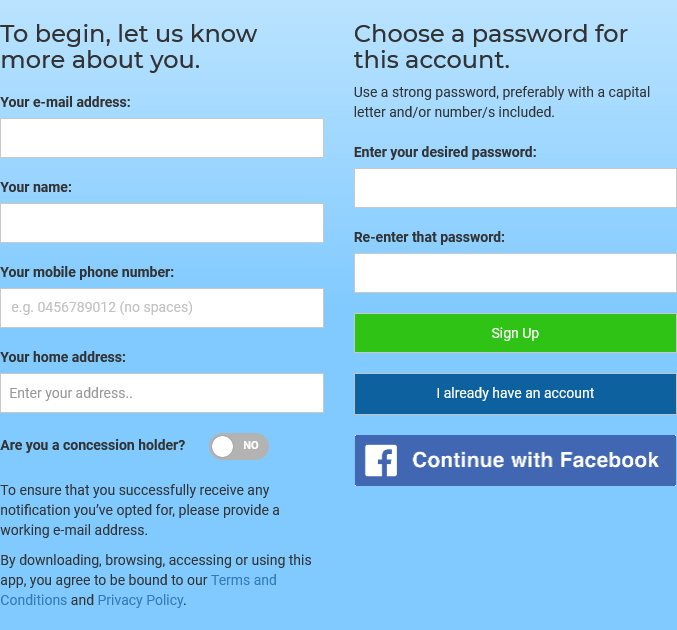 To begin, let us know
more about you.
Your e-mail address:
Your name:
Your mobile phone number:
e.g. 0456789012 (no spaces)
Your home address:
Enter your address..
Are you a concession holder?
NO
To ensure that you successfully receive any
notification you've opted for, please provide a
working e-mail address.
By downloading, browsing, accessing or using this
app, you agree to be bound to our Terms and
Conditions and Privacy Policy.
Choose a password for
this account.
Use a strong password, preferably with a capital
letter and/or number/s included.
Enter your desired password:
Re-enter that password:
Sign Up
I already have an account
Continue with Facebook